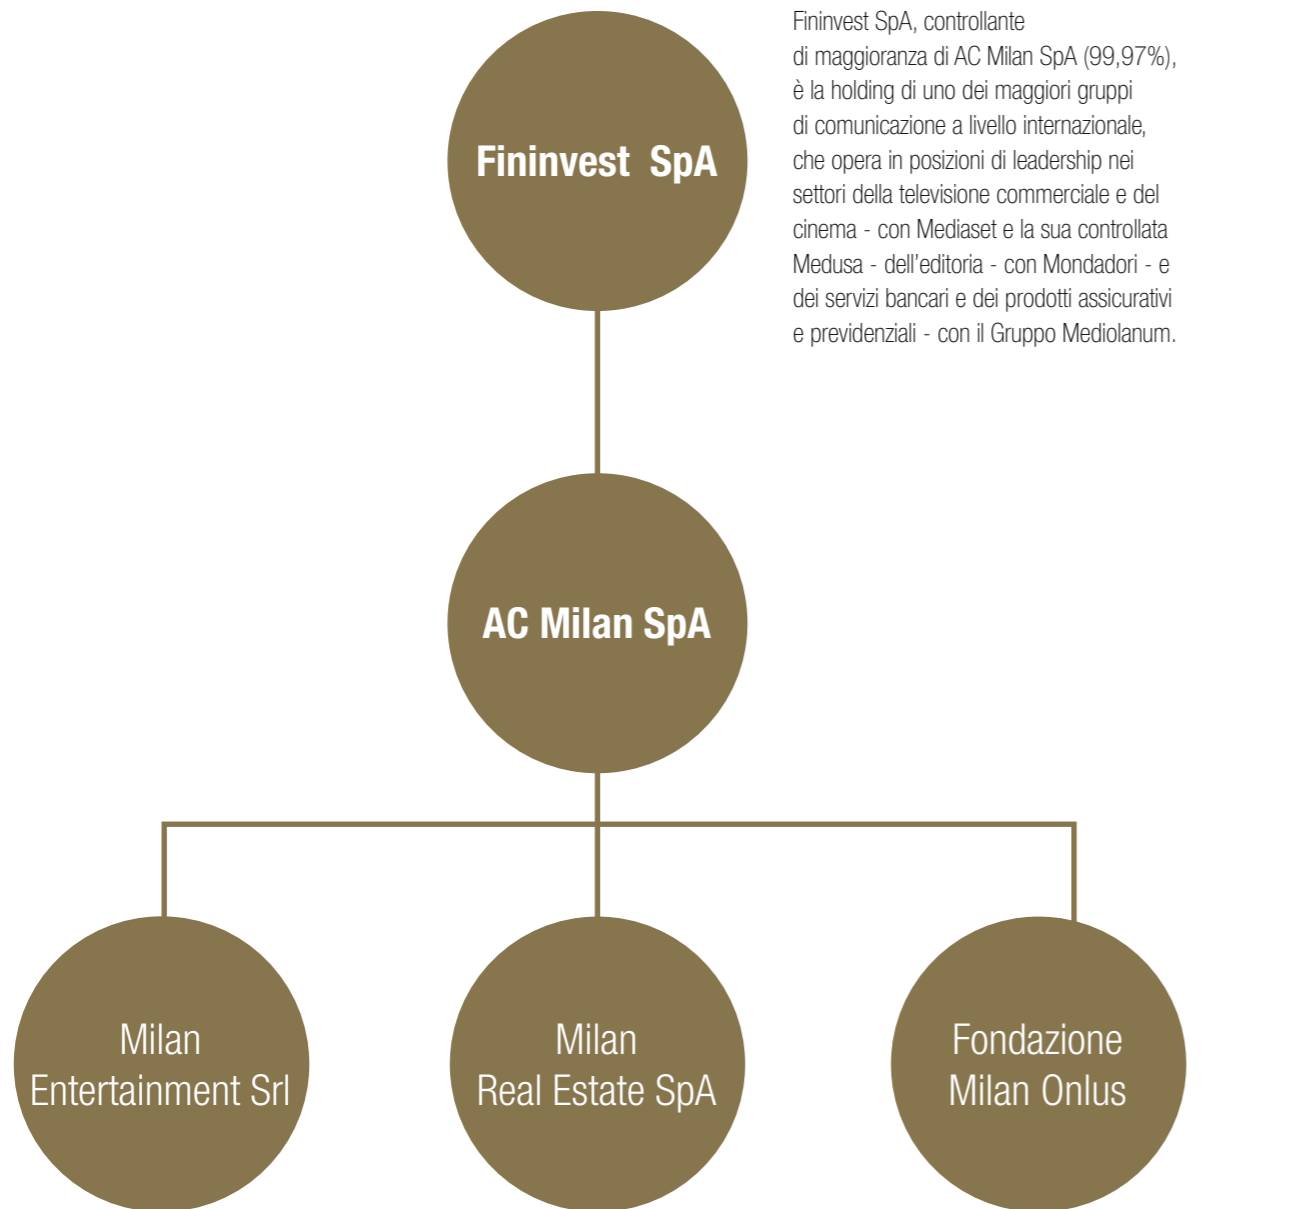 Fininvest SpA, controllante
di maggioranza di AC Milan SpA (99,97%),
è la holding di uno dei maggiori gruppi
di comunicazione a livello internazionale,
che opera in posizioni di leadership nei
settori della televisione commerciale e del
cinema - con Mediaset e la sua controllata
Medusa - dell'editoria - con Mondadori - e
dei servizi bancari e dei prodotti assicurativi
e previdenziali - con il Gruppo Mediolanum.
Fininvest SpA
AC Milan SpA
Milan
Entertainment Srl
Milan
Real Estate SpA
Fondazione
Milan Onlus